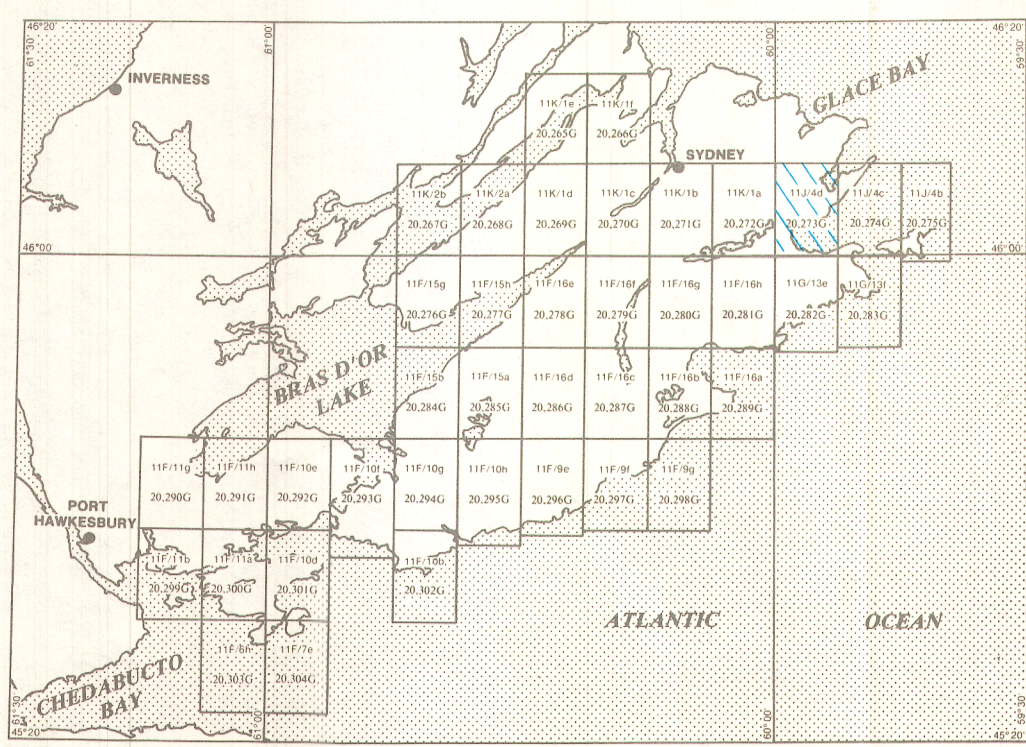 46°20'
61°30'
61°00'
60°00'
46°20'
59°30'
INVERNESS
GLACE BAY
11K/1e
11K/1f
20,265G
20,266G
SYDNEY
11K/2b
11K/2a
11K/1d
11K/1c
11K/1b
11K/1a
11J/4d
11J/4c
11J/4b
20,267G
20,268G
20,269G
20,270G
20,271G
20,272G
20,273G
20,274G
20,275G
46°00
46°00
11F/15g
11F/15h
11F/16e
11F/16f
11F/16g
11F/16h
11G/13e
11G/13f
20,276G
20,277G
20,278G
20,279G
20,280G
20,281G
20,282G
20,283G
BRAS D'OR
LAKE
11F/15b
11F/15a
11F/16d
11F/16c
11F/16b
11F/16a
20,284G
20,285G
20,286G
20,287G
20,288G
20,289G
11F/11g
11F/11h
11F/10e
11F/10f
11F/10g
11F/10h
11F/9e
11F/9f
11F/9g
20,290G
20,291G
20,292G
20,293G
20,294G
20,295G
20,296G
20,297G
20,298G
PORT
HAWKESBURY
11F/11b
11F/11a
11F/10d
11F/10b
20,299G
20,300G
20,301G
20,302G
ATLANTIC
OCEAN
11F/6h
11F/7e
20,303G
20,304G
CHEDABUCTO
BAY
61°30
45°20'
61°00
60°00
59°30'
45°20'